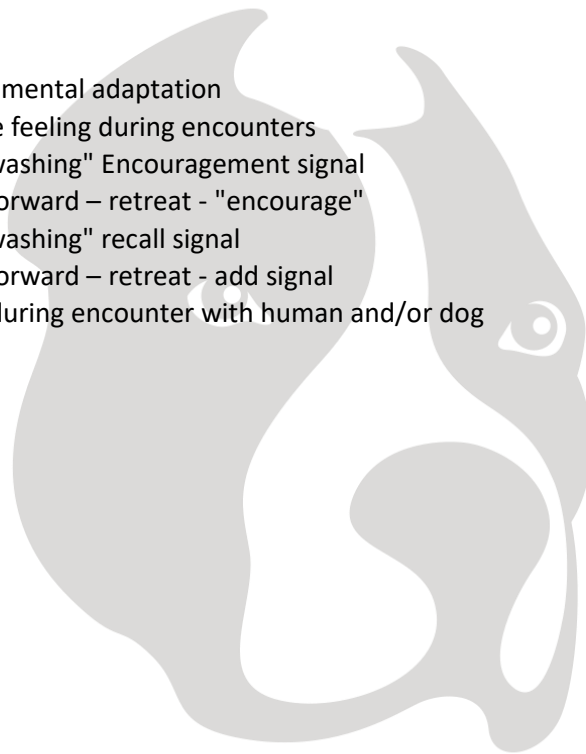 mental adaptation
feeling during encounters
washing" Encouragement signal
orward – retreat - "encourage"
washing" recall signal
orward – retreat - add signal
during encounter with human and/or dog